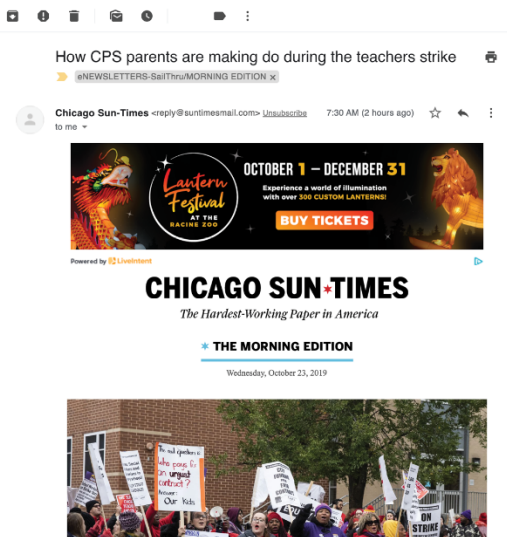 How CPS parents are making do during the teachers strike
eNEWSLETTERS-SailThru/MORNING EDITION x
Chicago Sun-Times <reply@suntimesmail.com> Unsubscribe
7:30 AM (2 hours ago)
to me
Lantern
Festival
AT THE
RACINE ZOO
OCTOBER 1 – DECEMBER 31
Experience a world of illumination
with over 300 CUSTOM LANTERNS!
BUY TICKETS
Powered by LiveIntent
CHICAGO SUN*TIMES
The Hardest-Working Paper in America
* THE MORNING EDITION
Wednesday, October 23, 2019
The real question is
who pays for
an unjust
contract?
Answer:
Our Kids
ON
STRIKE